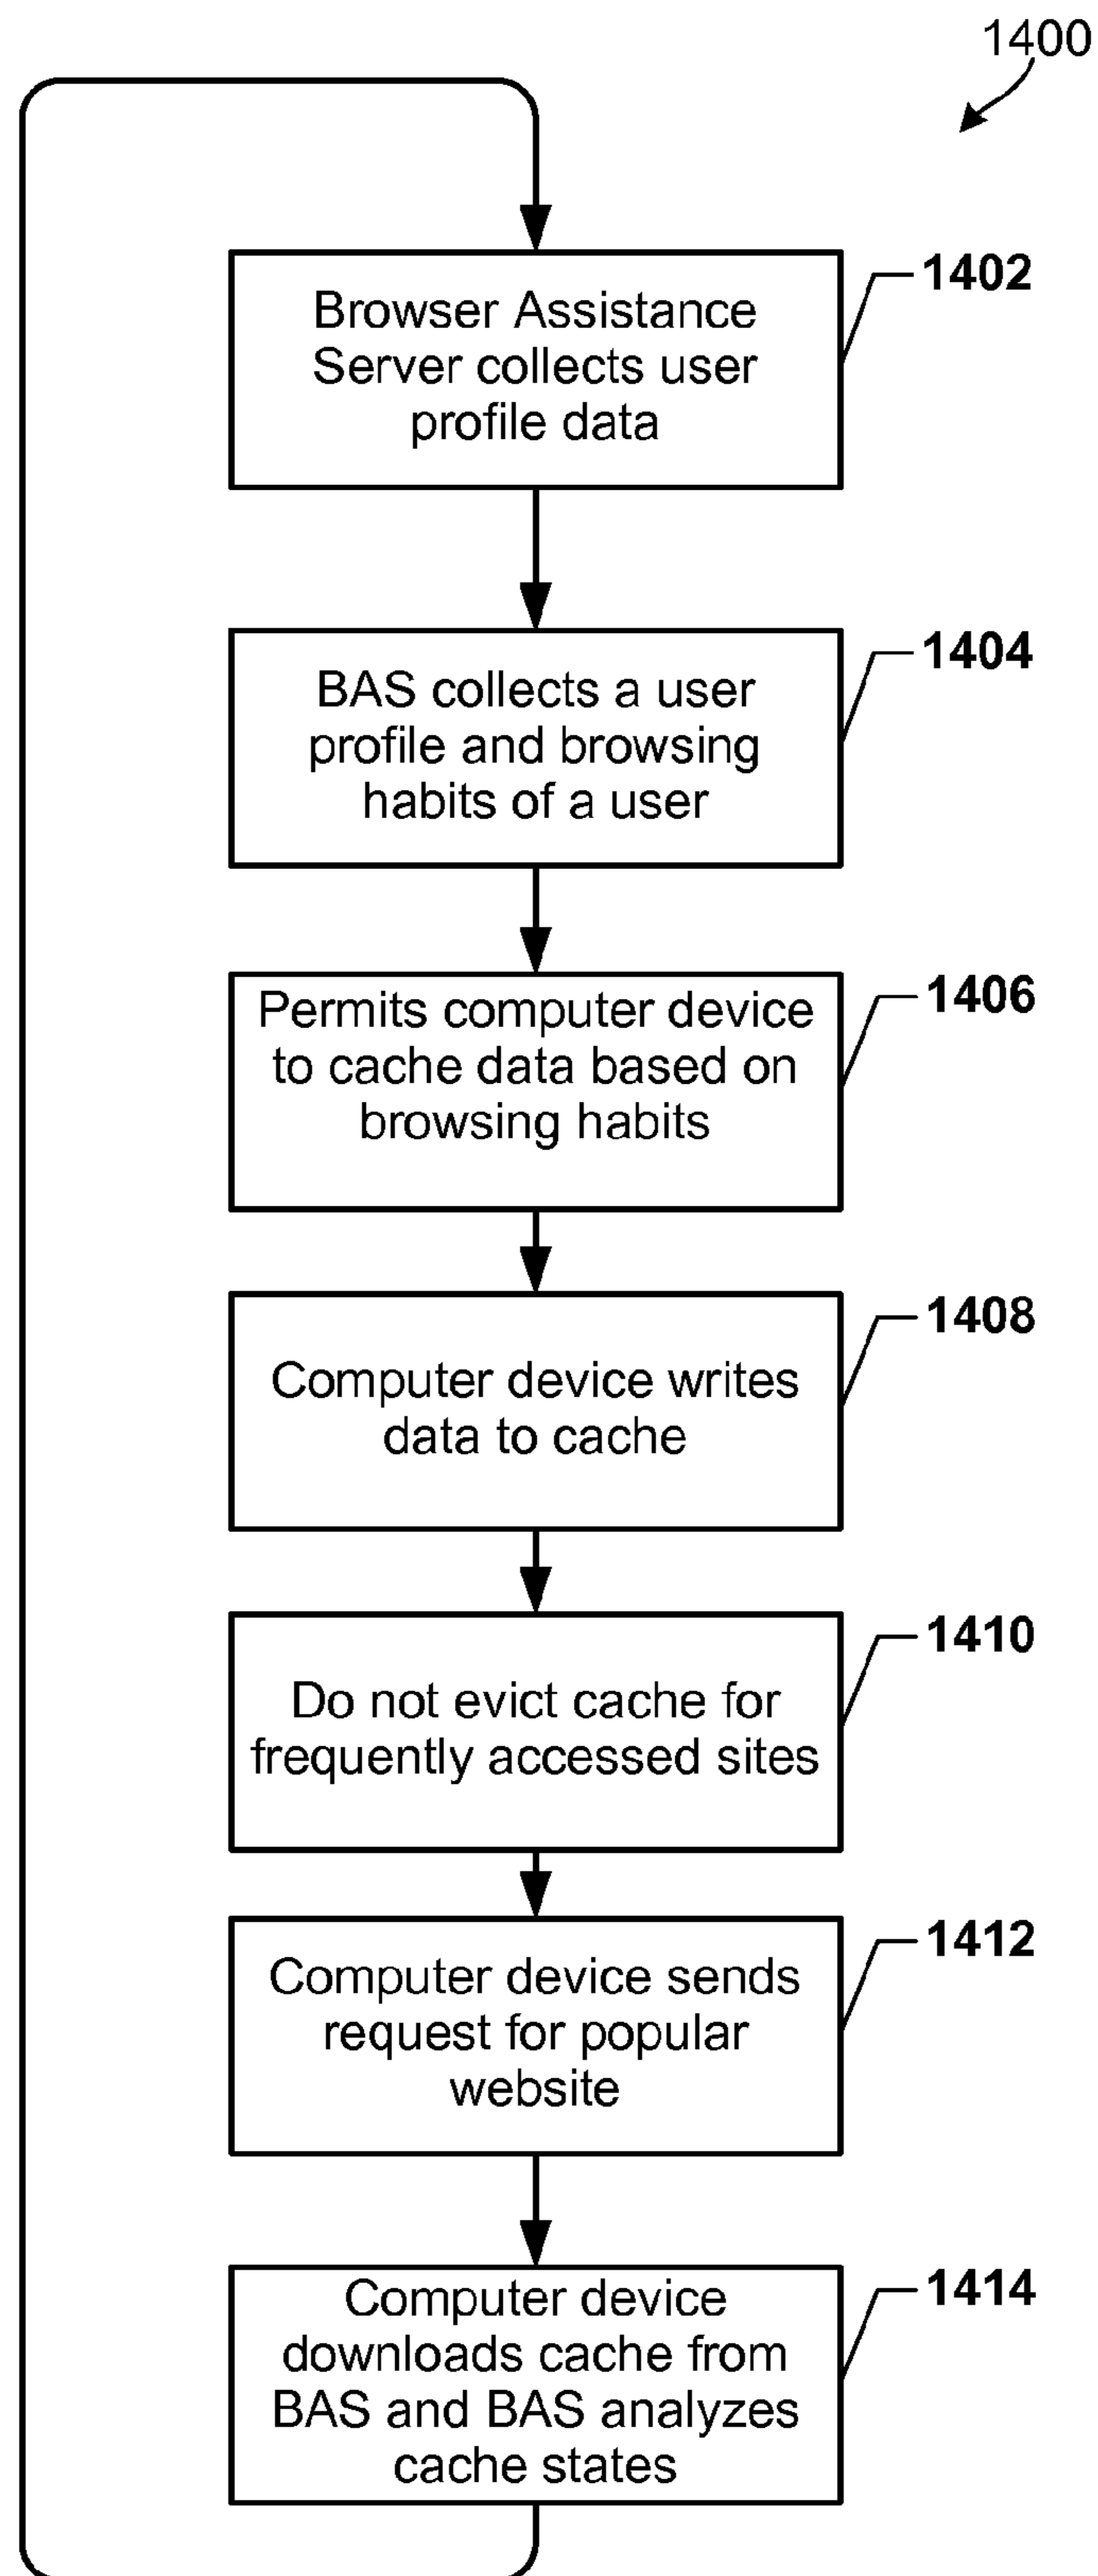 1400
Browser Assistance
Server collects user
profile data
1402
BAS collects a user
profile and browsing
habits of a user
1404
Permits computer device
to cache data based on
browsing habits
1406
Computer device writes
data to cache
1408
Do not evict cache for
frequently accessed sites
1410
Computer device sends
request for popular
website
1412
Computer device
downloads cache from
BAS and BAS analyzes
cache states
1414